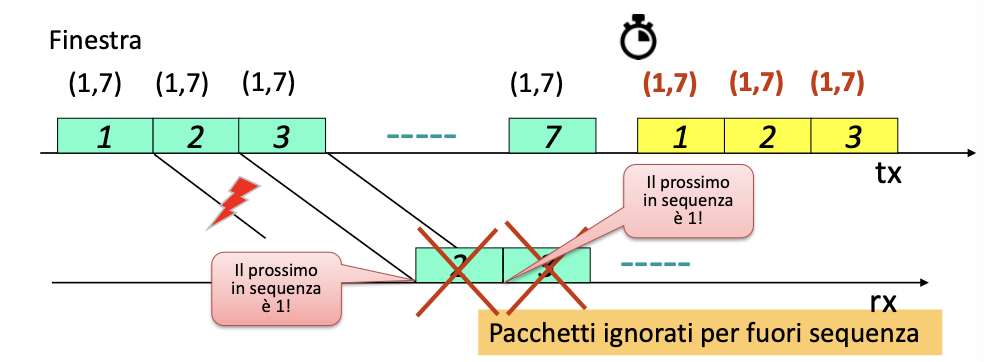 Finestra
(1,7) (1,7) (1,7) (1,7) (1,7) (1,7) (1,7)
1 2 3 ----- 7 1 2 3
tx
Il prossimo
in sequenza
è 1!
2 3 -----
Il prossimo
in sequenza
è 1!
rx
Pacchetti ignorati per fuori sequenza